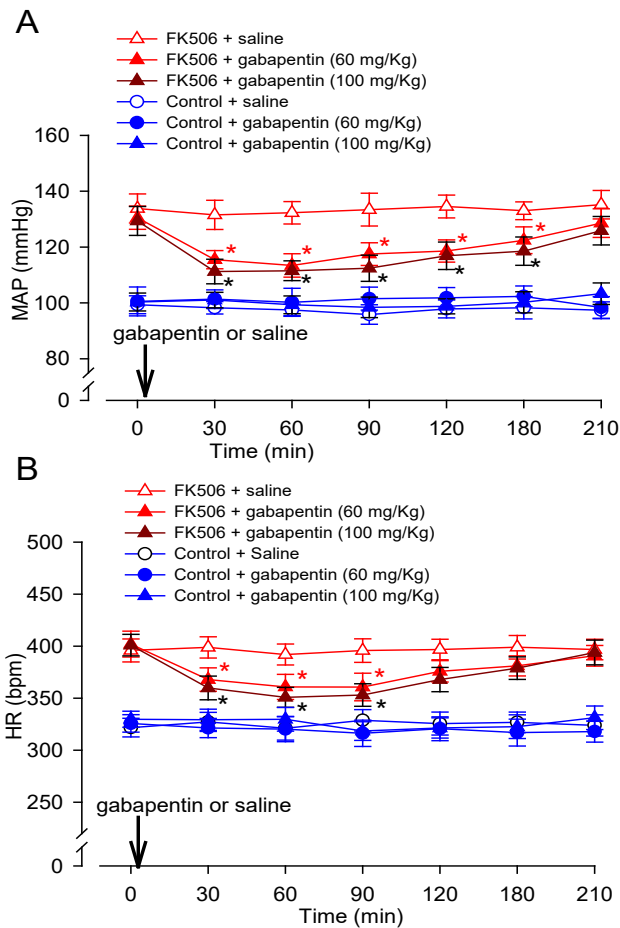 A
FK506 + saline
FK506 + gabapentin (60 mg/Kg)
FK506 + gabapentin (100 mg/Kg)
Control + saline
Control + gabapentin (60 mg/Kg)
Control + gabapentin (100 mg/Kg)
160
140
120
100
80
0
MAP (mmHg)
* * * * *
* * * * *
gabapentin or saline
0 30 60 90 120 180 210
Time (min)
B
FK506 + saline
FK506 + gabapentin (60 mg/Kg)
FK506 + gabapentin (100 mg/Kg)
Control + Saline
Control + gabapentin (60 mg/Kg)
Control + gabapentin (100 mg/Kg)
500
450
400
350
300
250
0
HR (bpm)
* * *
* * *
gabapentin or saline
0 30 60 90 120 180 210
Time (min)